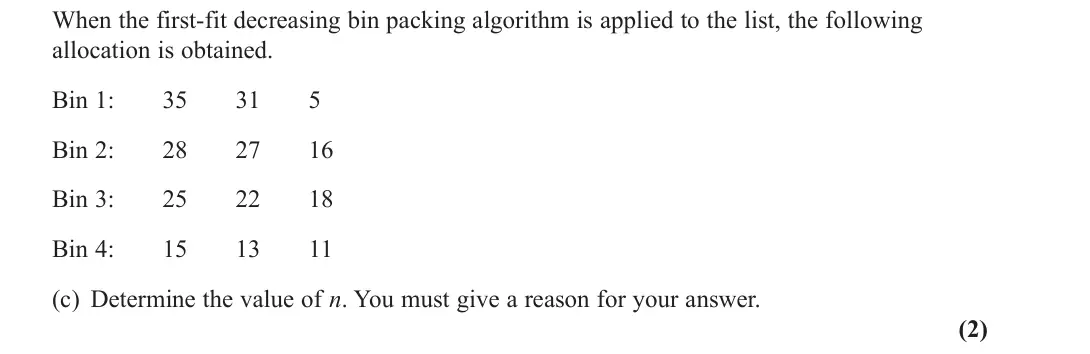 When the first-fit decreasing bin packing algorithm is applied to the list, the following
allocation is obtained.
Bin 1: 35 31 5
Bin 2: 28 27 16
Bin 3: 25 22 18
Bin 4: 15 13 11
(c) Determine the value of n. You must give a reason for your answer.
(2)